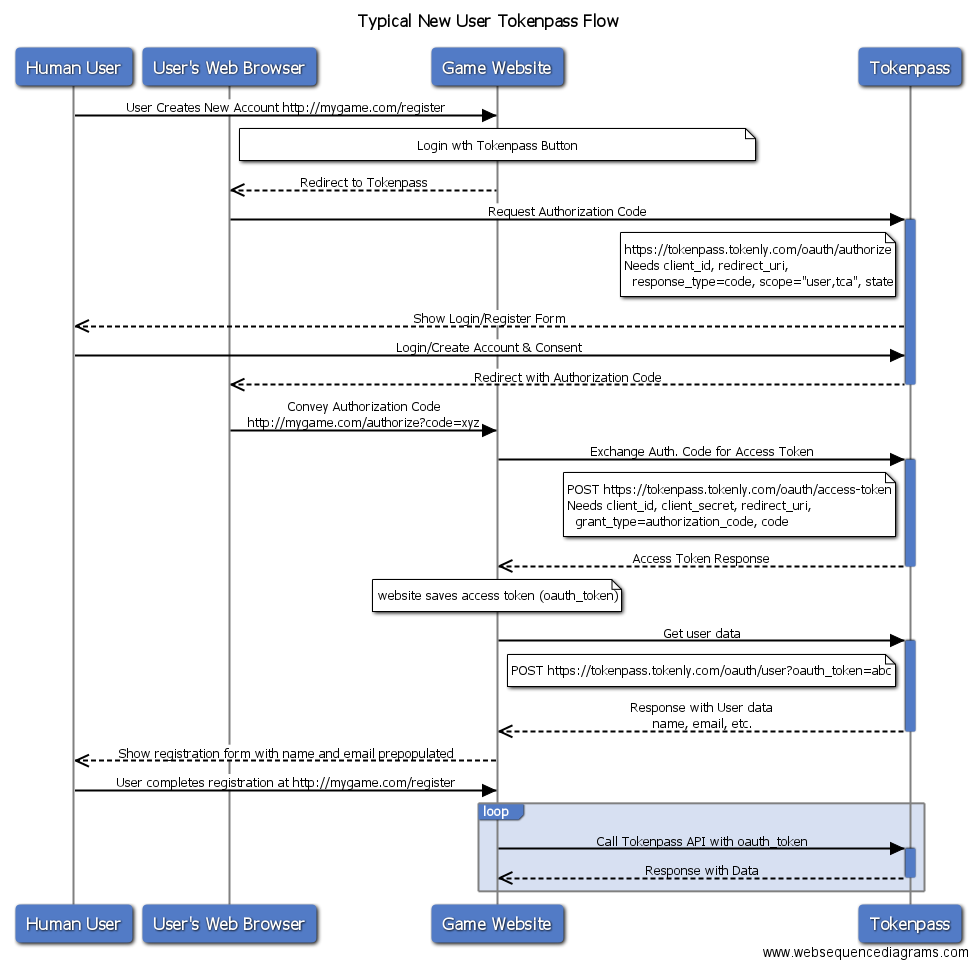 Typical New User Tokenpass Flow
Human User
User's Web Browser
Game Website
Tokenpass
User Creates New Account http://mygame.com/register
Login wth Tokenpass Button
Redirect to Tokenpass
Request Authorization Code
https://tokenpass.tokenly.com/oauth/authorize
Needs client_id, redirect_uri,
response_type=code, scope="user,tca", state
Show Login/Register Form
Login/Create Account & Consent
Redirect with Authorization Code
Convey Authorization Code
http://mygame.com/authorize?code=xyz
Exchange Auth. Code for Access Token
POST https://tokenpass.tokenly.com/oauth/access-token
Needs client_id, client_secret, redirect_uri,
grant_type=authorization_code, code
Access Token Response
website saves access token (oauth_token)
Get user data
POST https://tokenpass.tokenly.com/oauth/user?oauth_token=abc
Response with User data
name, email, etc.
Show registration form with name and email prepopulated
User completes registration at http://mygame.com/register
loop
Call Tokenpass API with oauth_token
Response with Data
Human User
User's Web Browser
Game Website
Tokenpass
www.websequencediagrams.com